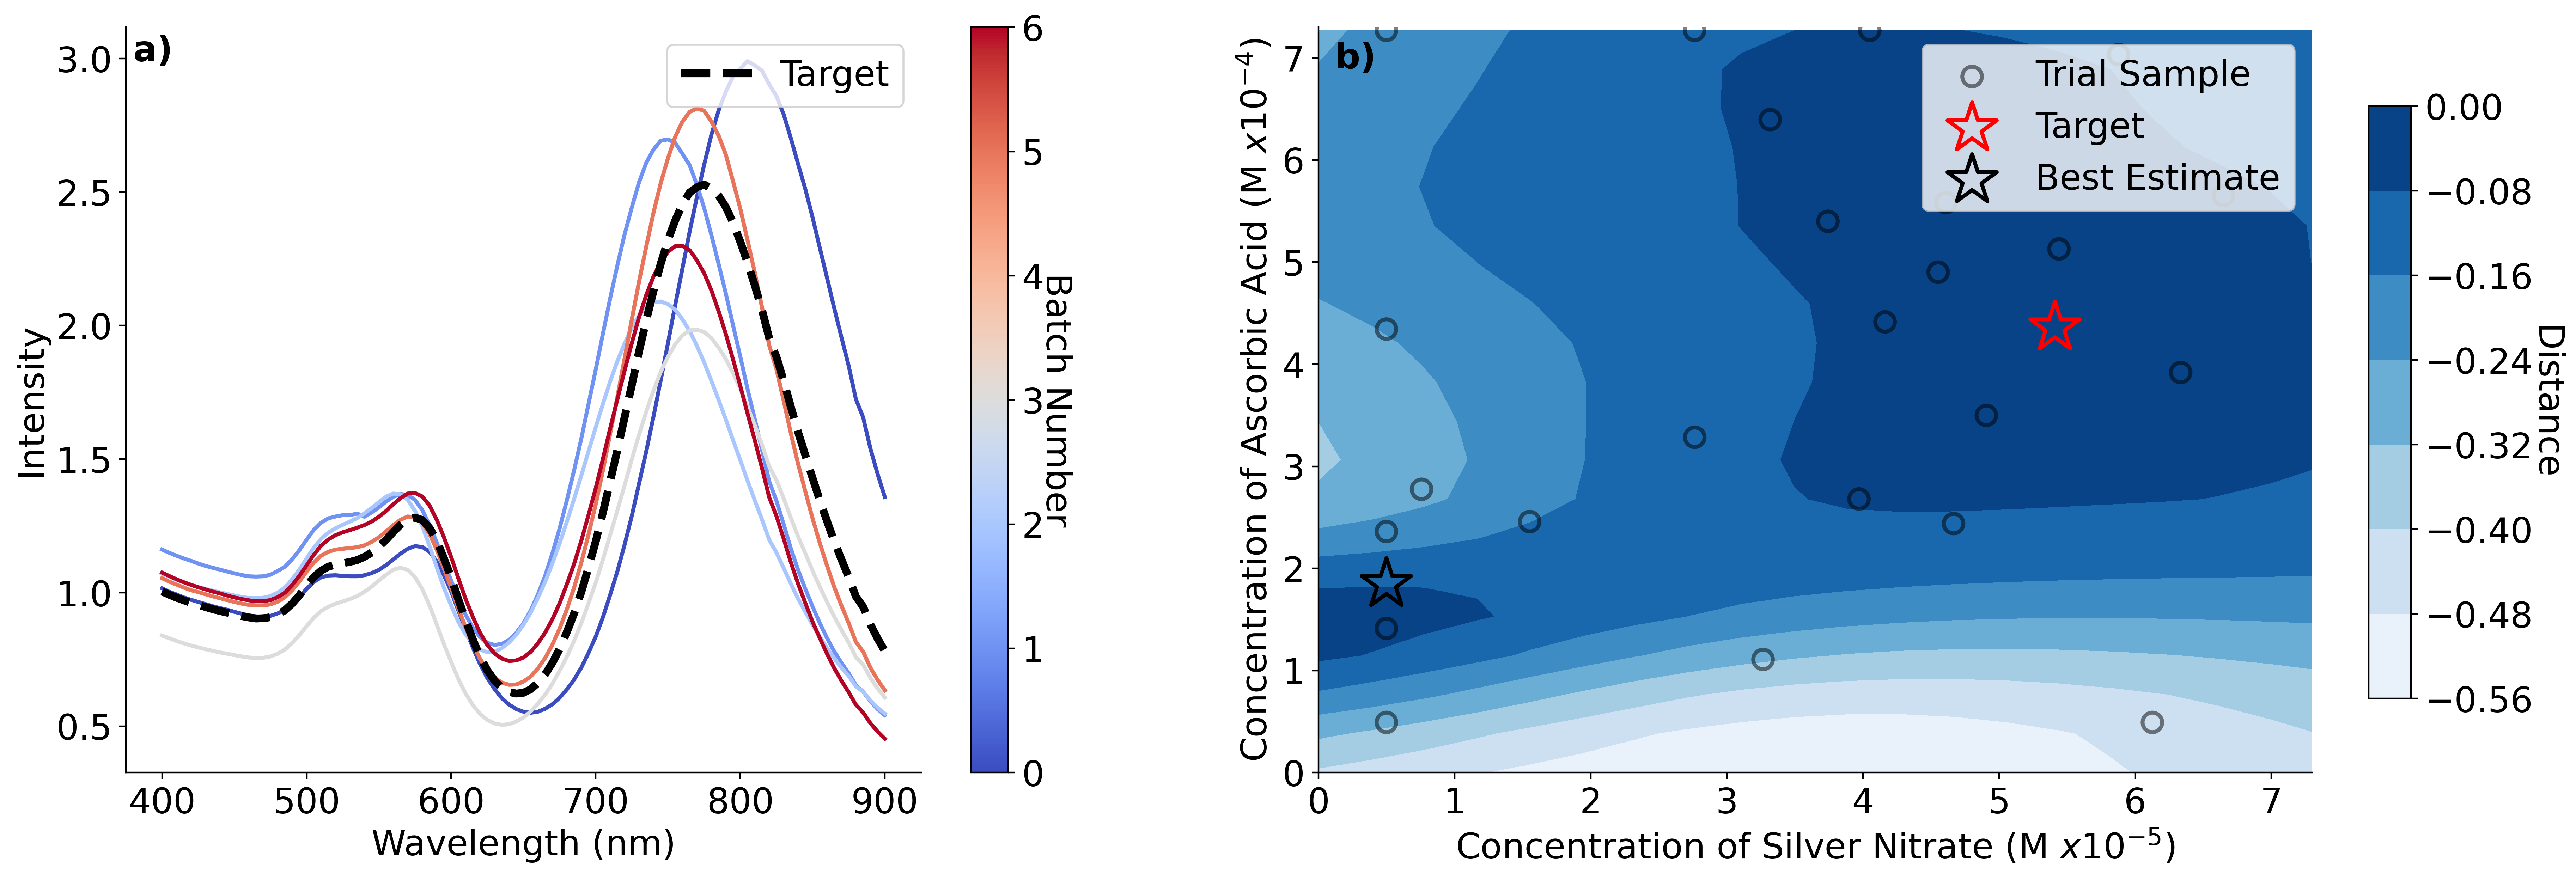 a)
Target
3.0
2.5
2.0
1.5
1.0
0.5
Intensity
400 500 600 700 800 900
Wavelength (nm)
6
5
4
3
2
1
0
Batch Number
b)
Trial Sample
Target
Best Estimate
7
6
5
4
3
2
1
0
Concentration of Ascorbic Acid (M x10⁻⁴)
0 1 2 3 4 5 6 7
Concentration of Silver Nitrate (M x10⁻⁵)
0.00
−0.08
−0.16
−0.24
−0.32
−0.40
−0.48
−0.56
Distance